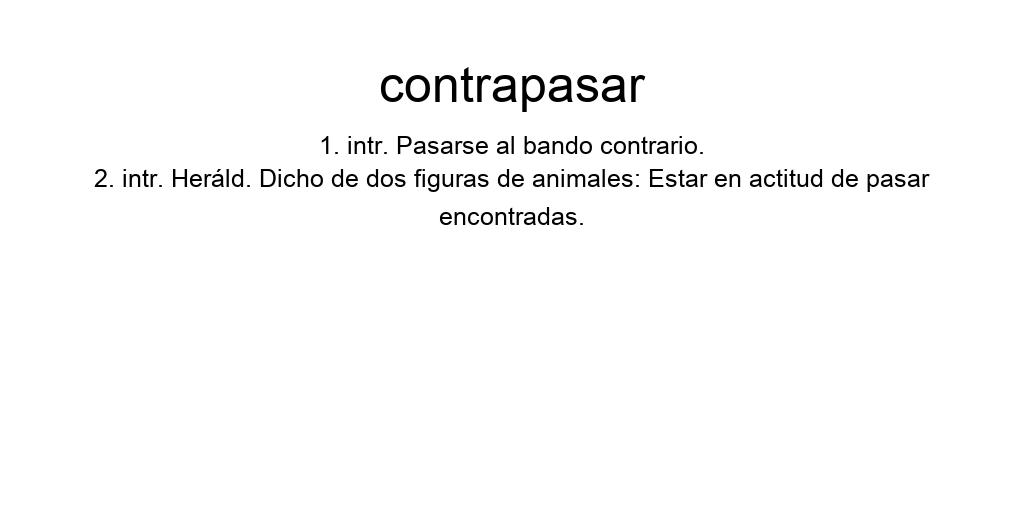 contrapasar
1. intr. Pasarse al bando contrario.
2. intr. Heráld. Dicho de dos figuras de animales: Estar en actitud de pasar
encontradas.